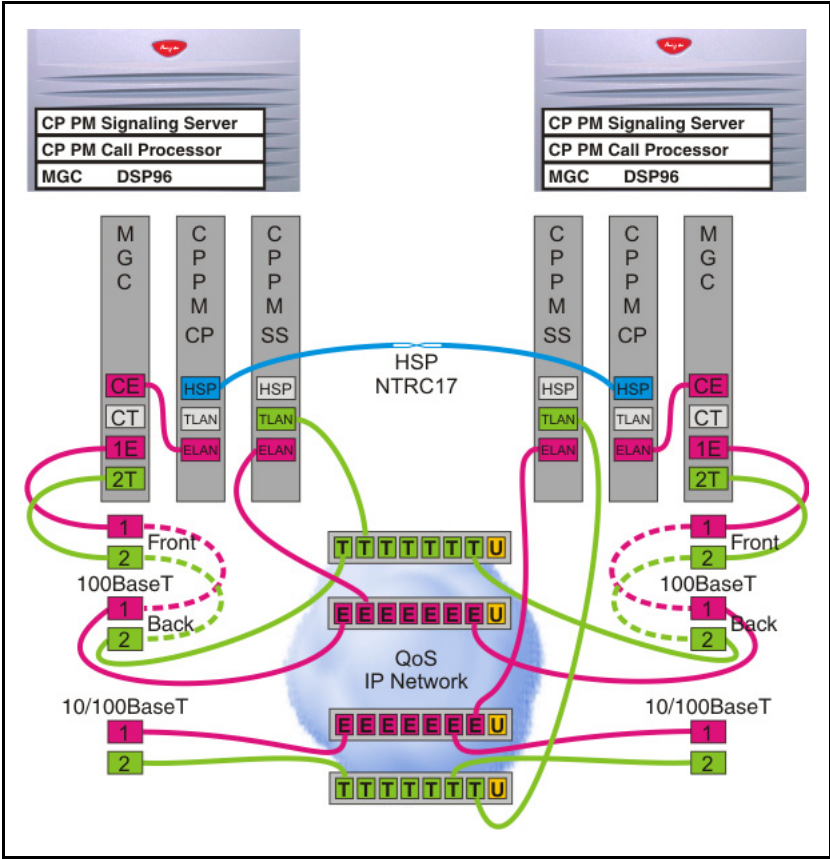 CP PM Signaling Server
CP PM Call Processor
MGC DSP96
CP PM Signaling Server
CP PM Call Processor
MGC DSP96
M
G
C
C
P
P
M
CP
C
P
P
M
SS
C
P
P
M
SS
C
P
P
M
CP
M
G
C
HSP
NTRC17
CE
CT
1E
2T
HSP
TLAN
ELAN
HSP
TLAN
ELAN
HSP
TLAN
ELAN
HSP
TLAN
ELAN
CE
CT
1E
2T
1
2
Front
100BaseT
1
2
Back
1
2
Front
100BaseT
1
2
Back
T T T T T T T U
E E E E E E E U
QoS
IP Network
E E E E E E E U
T T T T T T T U
10/100BaseT
1
2
10/100BaseT
1
2